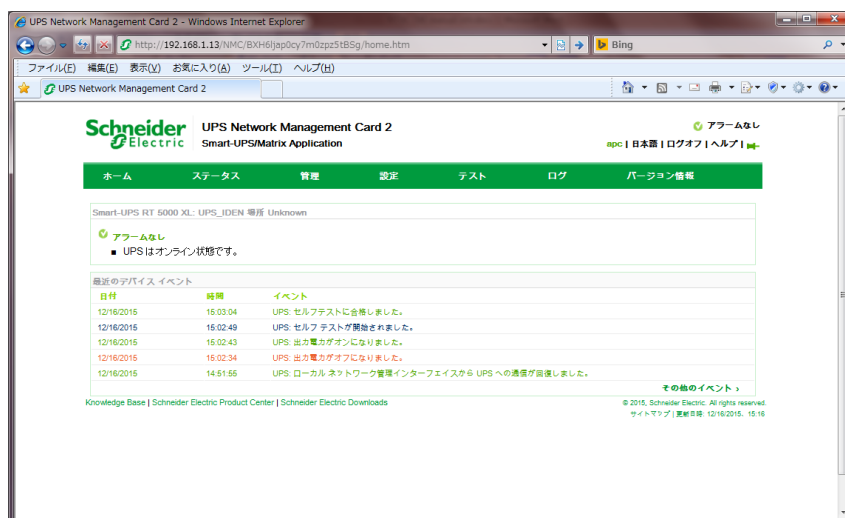 UPS Network Management Card 2 - Windows Internet Explorer
http://192.168.1.13/NMC/BXH6ljap0cy7m0zpz5tBSg/home.htm
Bing
ファイル(F) 編集(E) 表示(V) お気に入り(A) ツール(T) ヘルプ(H)
UPS Network Management Card 2
Schneider Electric
UPS Network Management Card 2
Smart-UPS/Matrix Application
アラームなし
apc | 日本語 | ログオフ | ヘルプ |
ホーム ステータス 管理 設定 テスト ログ バージョン情報
Smart-UPS RT 5000 XL: UPS_IDEN 場所 Unknown
アラームなし
■ UPS はオンライン状態です。
最近のデバイス イベント
日付 時間 イベント
12/16/2015 15:03:04 UPS: セルフテストに合格しました。
12/16/2015 15:02:49 UPS: セルフ テストが開始されました。
12/16/2015 15:02:43 UPS: 出力電力がオンになりました。
12/16/2015 15:02:34 UPS: 出力電力がオフになりました。
12/16/2015 14:51:55 UPS: ローカル ネットワーク管理インターフェイスから UPS への通信が回復しました。
その他のイベント ›
Knowledge Base | Schneider Electric Product Center | Schneider Electric Downloads
© 2015, Schneider Electric. All rights reserved.
サイトマップ | 更新日時: 12/16/2015、15:16